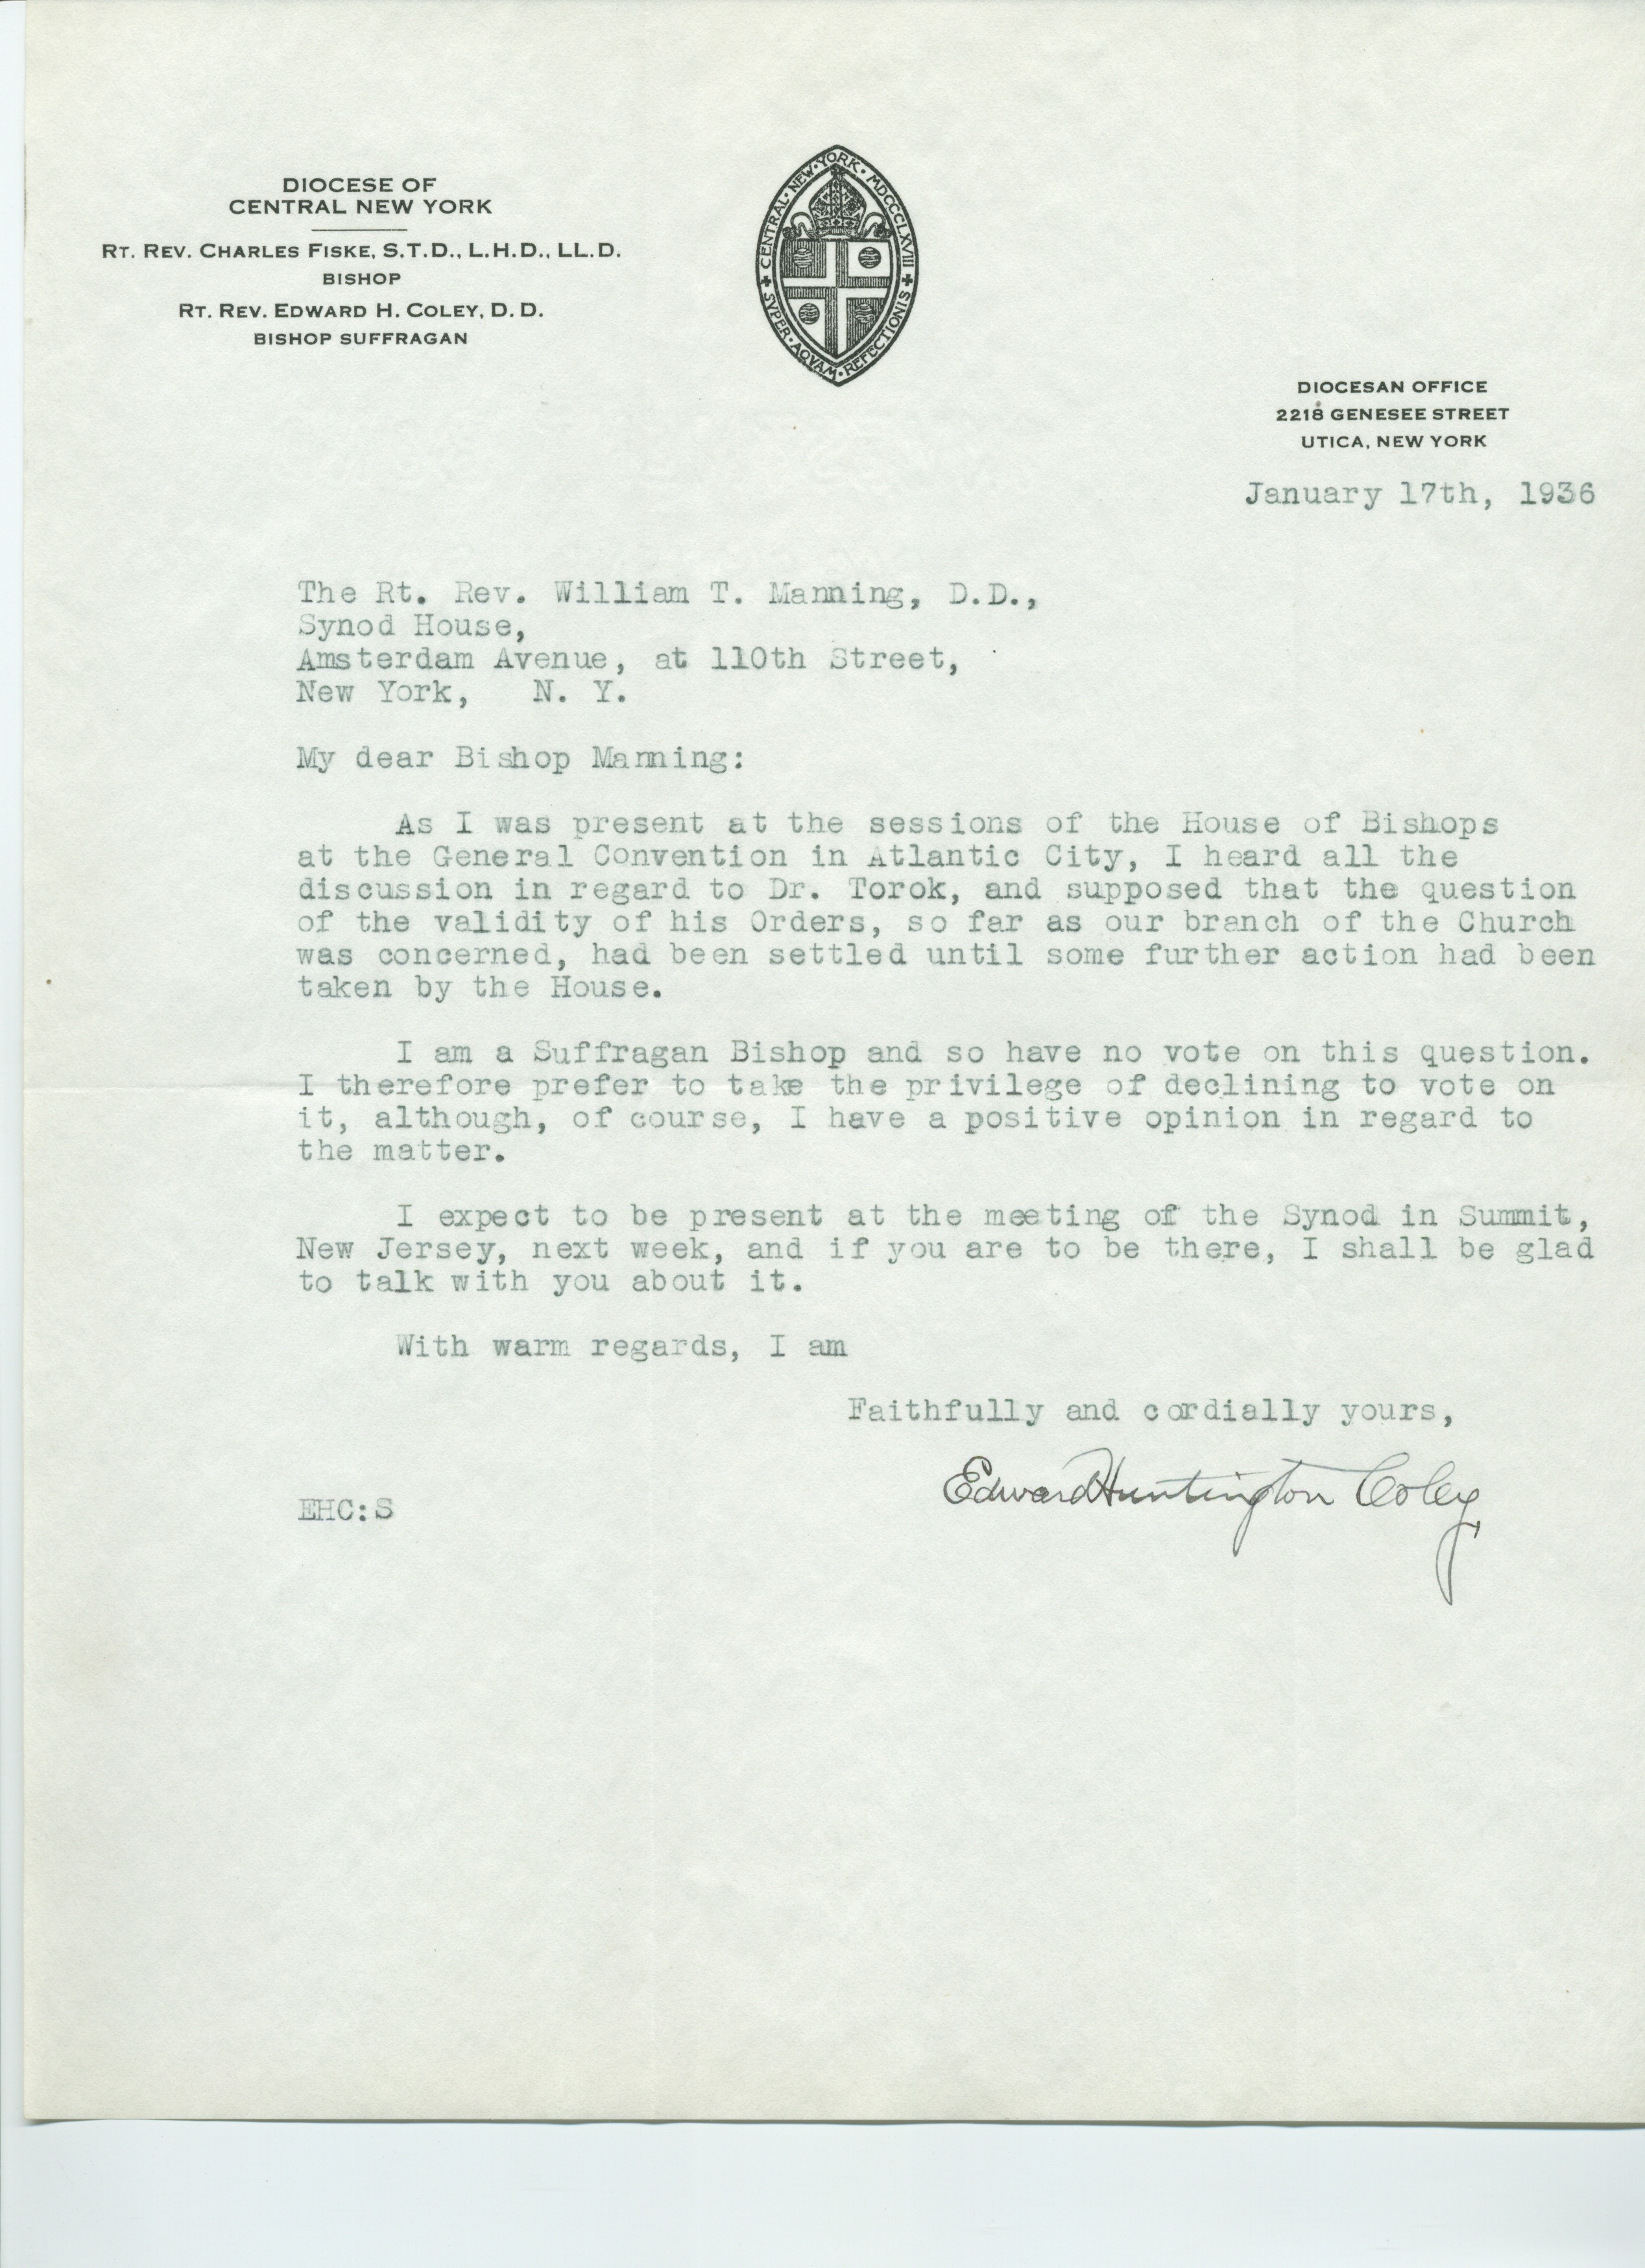 DIOCESE OF
CENTRAL NEW YORK
RT. REV. CHARLES FISKE, S.T.D., L.H.D., LL.D.
BISHOP
RT. REV. EDWARD H. COLEY, D. D.
BISHOP SUFFRAGAN
CENTRAL · NEW · YORK · MDCCCLXVIII
SVPER · AQVAM · REFECTIONIS
DIOCESAN OFFICE
2218 GENESEE STREET
UTICA, NEW YORK
January 17th, 1936
The Rt. Rev. William T. Manning, D.D.,
Synod House,
Amsterdam Avenue, at 110th Street,
New York, N. Y.
My dear Bishop Manning:
As I was present at the sessions of the House of Bishops
at the General Convention in Atlantic City, I heard all the
discussion in regard to Dr. Torok, and supposed that the question
of the validity of his Orders, so far as our branch of the Church
was concerned, had been settled until some further action had been
taken by the House.
I am a Suffragan Bishop and so have no vote on this question.
I therefore prefer to take the privilege of declining to vote on
it, although, of course, I have a positive opinion in regard to
the matter.
I expect to be present at the meeting of the Synod in Summit,
New Jersey, next week, and if you are to be there, I shall be glad
to talk with you about it.
With warm regards, I am
Faithfully and cordially yours,
Edward Huntington Coley
EHC:S